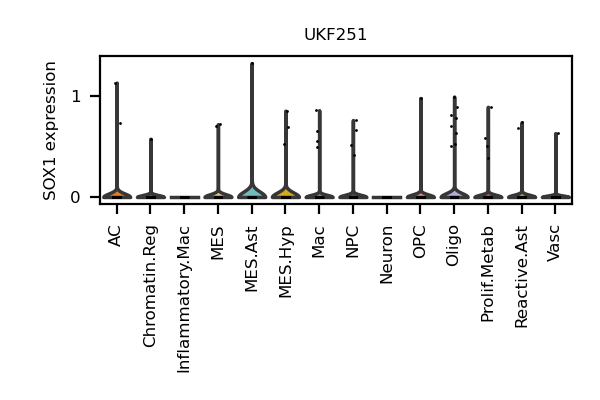 UKF251
SOX1 expression
1
0
AC
Chromatin.Reg
Inflammatory.Mac
MES
MES.Ast
MES.Hyp
Mac
NPC
Neuron
OPC
Oligo
Prolif.Metab
Reactive.Ast
Vasc